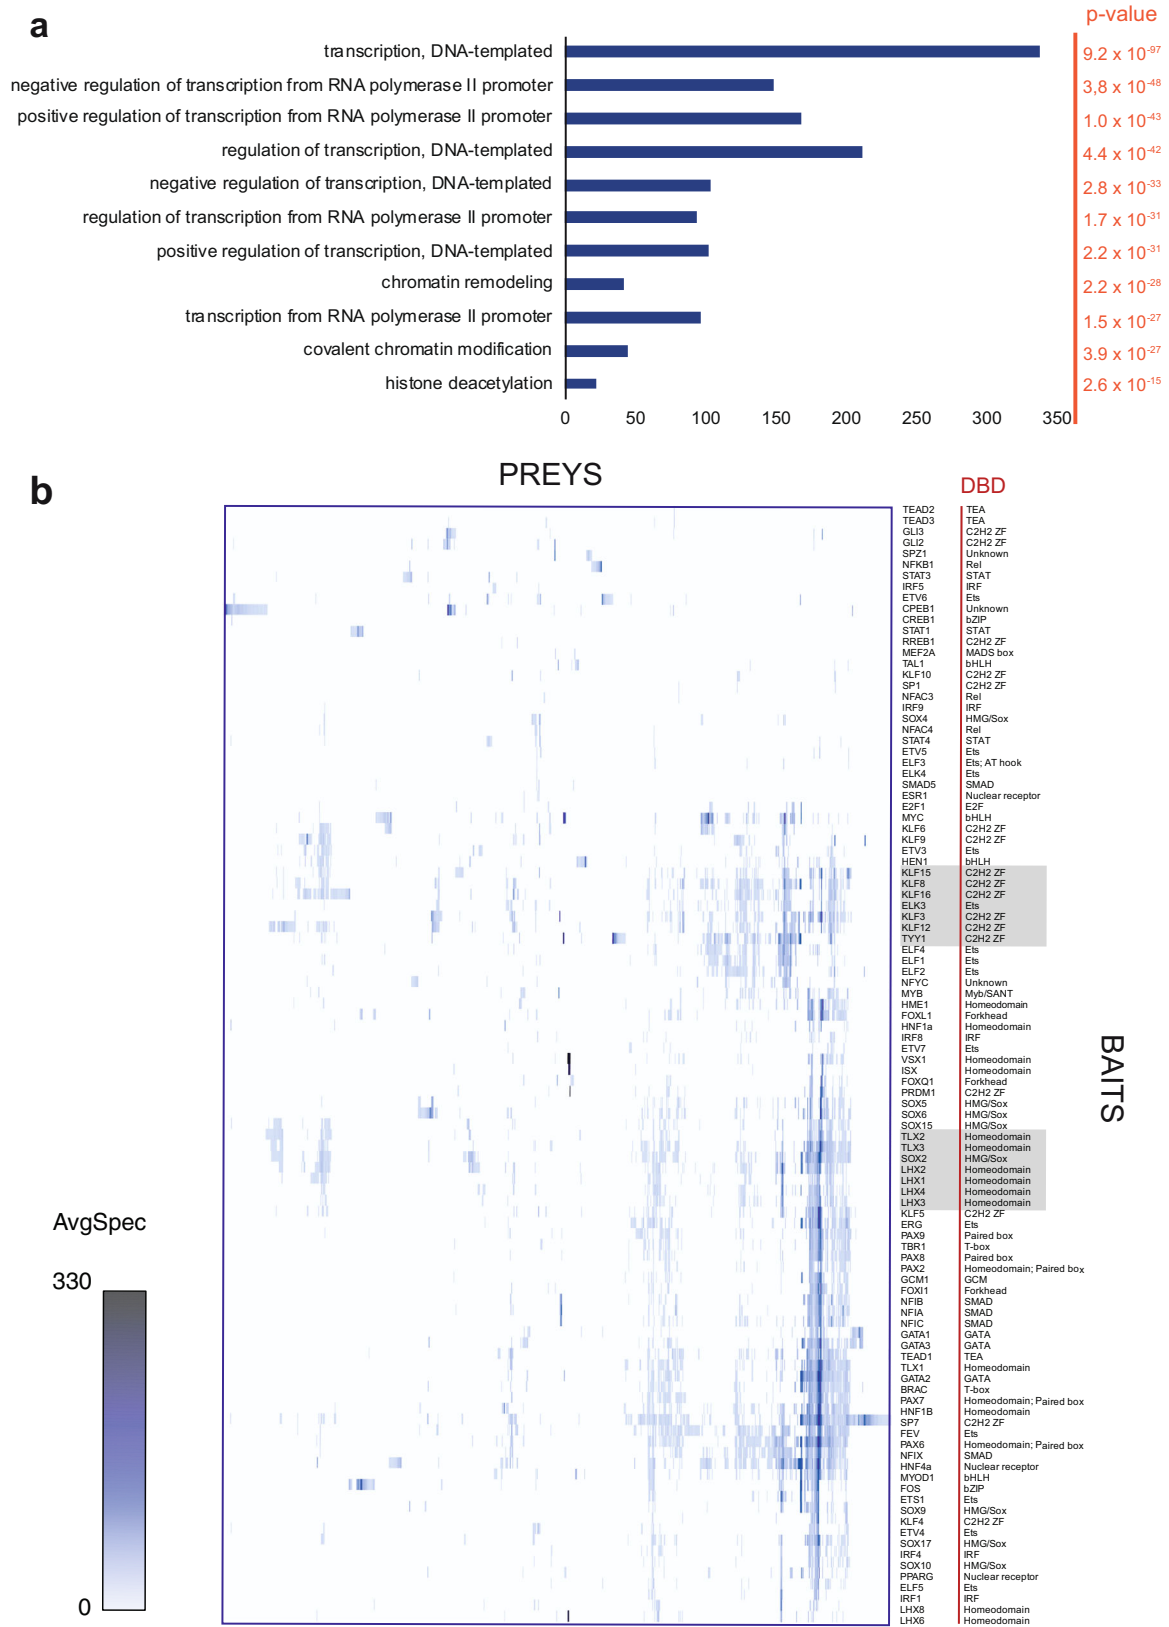 a
p-value
transcription, DNA-templated 9.2 x 10-97
negative regulation of transcription from RNA polymerase II promoter 3,8 x 10-48
positive regulation of transcription from RNA polymerase II promoter 1.0 x 10-43
regulation of transcription, DNA-templated 4.4 x 10-42
negative regulation of transcription, DNA-templated 2.8 x 10-33
regulation of transcription from RNA polymerase II promoter 1.7 x 10-31
positive regulation of transcription, DNA-templated 2.2 x 10-31
chromatin remodeling 2.2 x 10-28
transcription from RNA polymerase II promoter 1.5 x 10-27
covalent chromatin modification 3.9 x 10-27
histone deacetylation 2.6 x 10-15
0 50 100 150 200 250 300 350
b
PREYS
DBD
TEAD2 TEA
TEAD3 TEA
GLI3 C2H2 ZF
GLI2 C2H2 ZF
SPZ1 Unknown
NFKB1 Rel
STAT3 STAT
IRF5 IRF
ETV6 Ets
CPEB1 Unknown
CREB1 bZIP
STAT1 STAT
RREB1 C2H2 ZF
MEF2A MADS box
TAL1 bHLH
KLF10 C2H2 ZF
SP1 C2H2 ZF
NFAC3 Rel
IRF9 IRF
SOX4 HMG/Sox
NFAC4 Rel
STAT4 STAT
ETV5 Ets
ELF3 Ets; AT hook
ELK4 Ets
SMAD5 SMAD
ESR1 Nuclear receptor
E2F1 E2F
MYC bHLH
KLF6 C2H2 ZF
KLF9 C2H2 ZF
ETV3 Ets
HEN1 bHLH
KLF15 C2H2 ZF
KLF8 C2H2 ZF
KLF16 C2H2 ZF
ELK3 Ets
KLF3 C2H2 ZF
KLF12 C2H2 ZF
TYY1 C2H2 ZF
ELF4 Ets
ELF1 Ets
ELF2 Ets
NFYC Unknown
MYB Myb/SANT
HME1 Homeodomain
FOXL1 Forkhead
HNF1a Homeodomain
IRF8 IRF
ETV7 Ets
VSX1 Homeodomain
ISX Homeodomain
FOXQ1 Forkhead
PRDM1 C2H2 ZF
SOX5 HMG/Sox
SOX6 HMG/Sox
SOX15 HMG/Sox
TLX2 Homeodomain
TLX3 Homeodomain
SOX2 HMG/Sox
LHX2 Homeodomain
LHX1 Homeodomain
LHX4 Homeodomain
LHX3 Homeodomain
KLF5 C2H2 ZF
ERG Ets
PAX9 Paired box
TBR1 T-box
PAX8 Paired box
PAX2 Homeodomain; Paired box
GCM1 GCM
FOXI1 Forkhead
NFIB SMAD
NFIA SMAD
NFIC SMAD
GATA1 GATA
GATA3 GATA
TEAD1 TEA
TLX1 Homeodomain
GATA2 GATA
BRAC T-box
PAX7 Homeodomain; Paired box
HNF1B Homeodomain
SP7 C2H2 ZF
FEV Ets
PAX6 Homeodomain; Paired box
NFIX SMAD
HNF4a Nuclear receptor
MYOD1 bHLH
FOS bZIP
ETS1 Ets
SOX9 HMG/Sox
KLF4 C2H2 ZF
ETV4 Ets
SOX17 HMG/Sox
IRF4 IRF
SOX10 HMG/Sox
PPARG Nuclear receptor
ELF5 Ets
IRF1 IRF
LHX8 Homeodomain
LHX6 Homeodomain
BAITS
AvgSpec
330
0